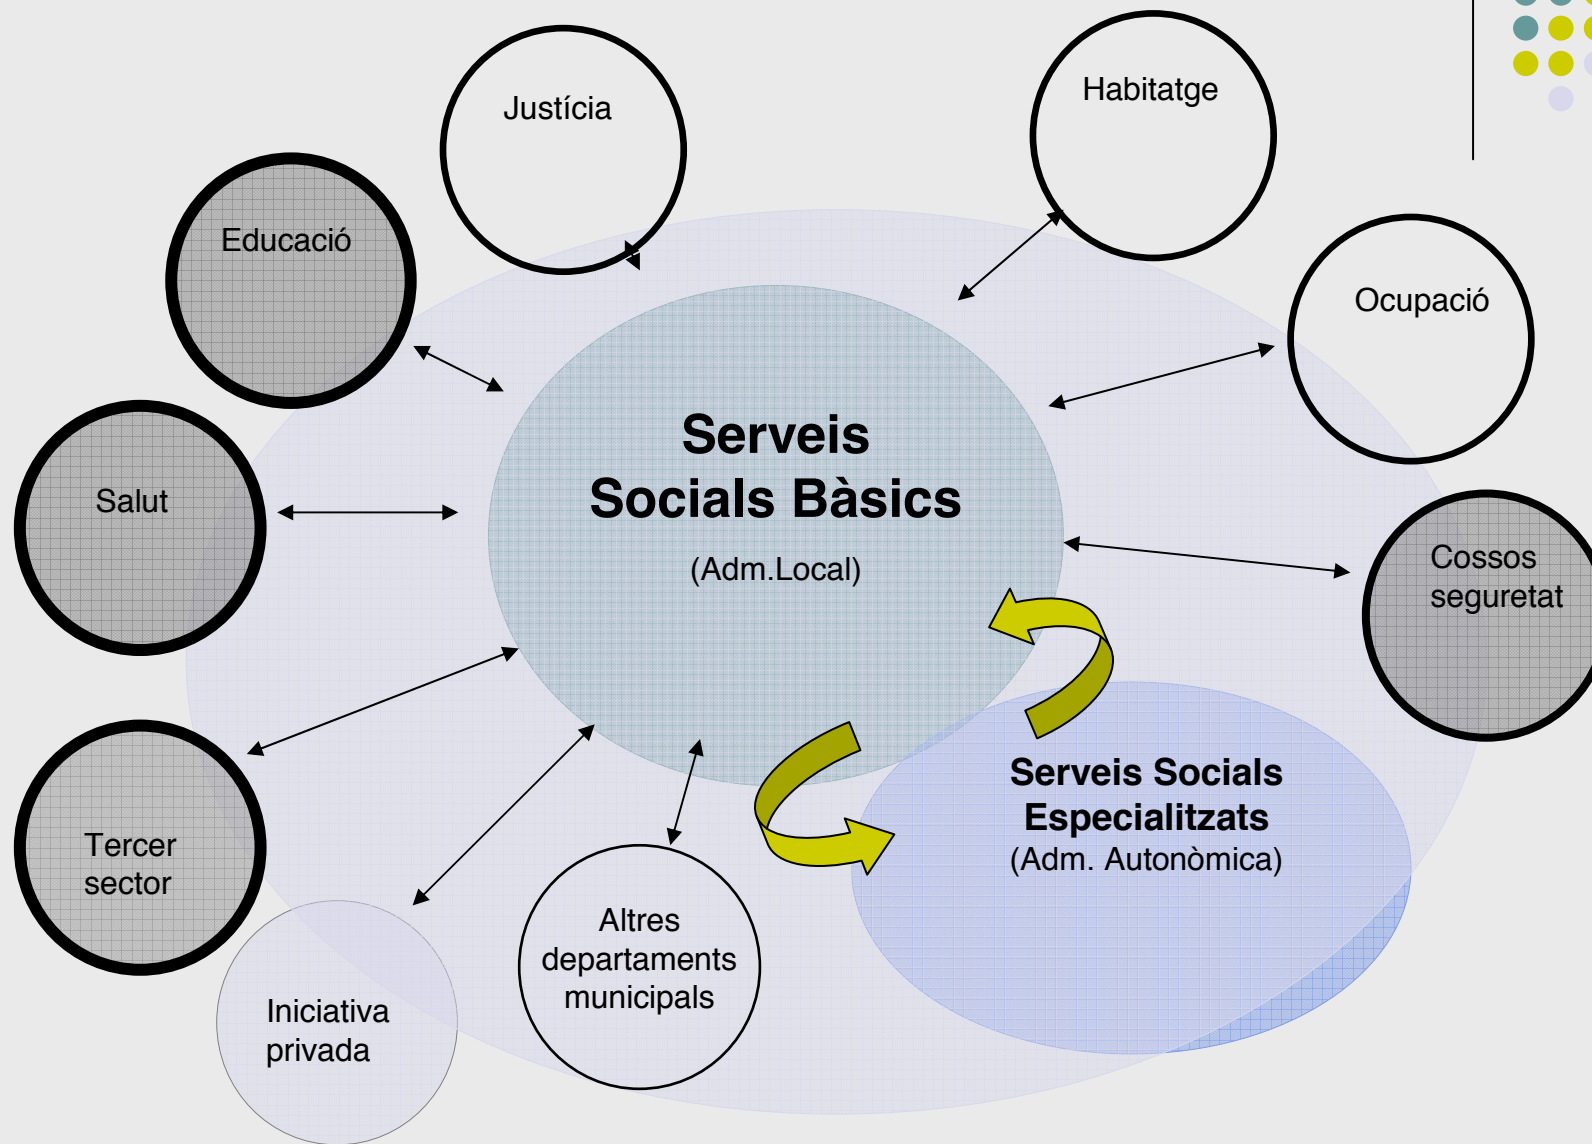 Justícia
Habitatge
Educació
Ocupació
Serveis
Socials Bàsics
(Adm.Local)
Salut
Cossos
seguretat
Serveis Socials
Especialitzats
(Adm. Autonòmica)
Tercer
sector
Altres
departaments
municipals
Iniciativa
privada